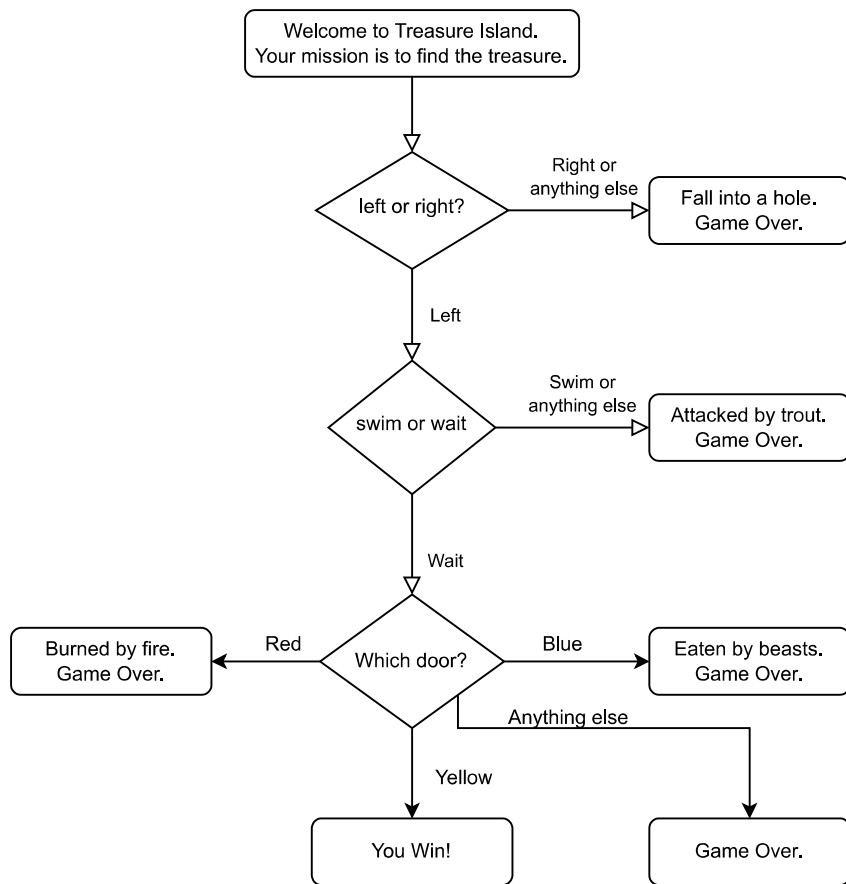 Welcome to Treasure Island.
Your mission is to find the treasure.
left or right?
Right or
anything else
Fall into a hole.
Game Over.
Left
swim or wait
Swim or
anything else
Attacked by trout.
Game Over.
Wait
Burned by fire.
Game Over.
Red
Which door?
Blue
Eaten by beasts.
Game Over.
Anything else
Yellow
You Win!
Game Over.